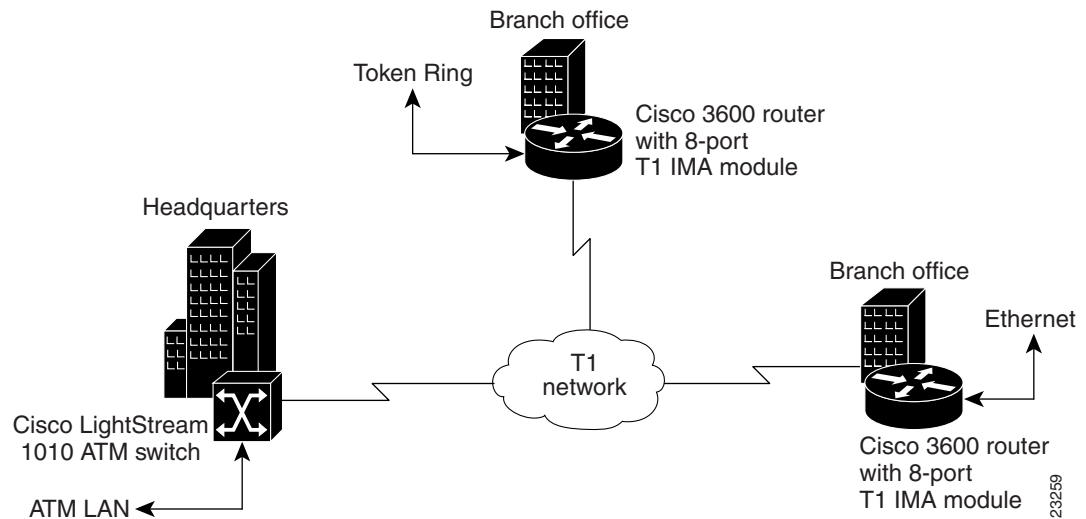 Branch office
Token Ring
Cisco 3600 router
with 8-port
T1 IMA module
Headquarters
Branch office
Ethernet
T1
network
Cisco LightStream
1010 ATM switch
Cisco 3600 router
with 8-port
T1 IMA module
ATM LAN
23259